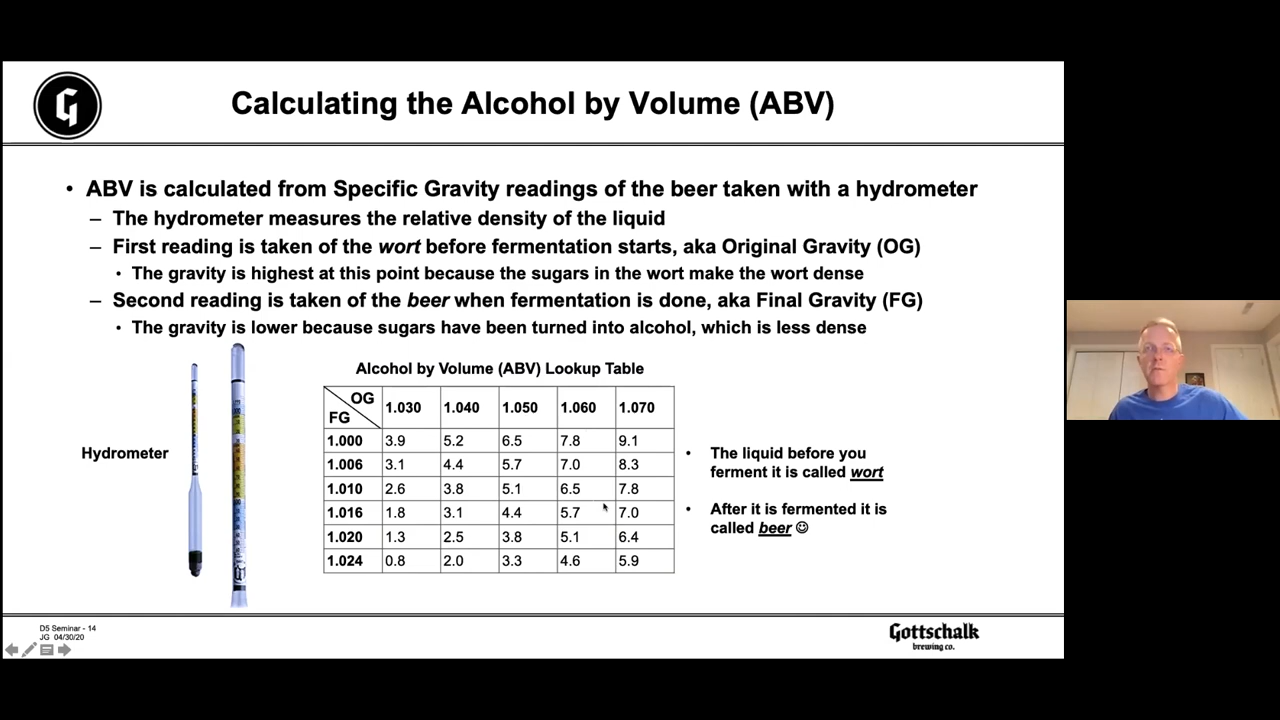 G
Calculating the Alcohol by Volume (ABV)
• ABV is calculated from Specific Gravity readings of the beer taken with a hydrometer
– The hydrometer measures the relative density of the liquid
– First reading is taken of the wort before fermentation starts, aka Original Gravity (OG)
• The gravity is highest at this point because the sugars in the wort make the wort dense
– Second reading is taken of the beer when fermentation is done, aka Final Gravity (FG)
• The gravity is lower because sugars have been turned into alcohol, which is less dense
Hydrometer
Alcohol by Volume (ABV) Lookup Table
OG
FG
1.030 1.040 1.050 1.060 1.070
1.000 3.9 5.2 6.5 7.8 9.1
1.006 3.1 4.4 5.7 7.0 8.3
1.010 2.6 3.8 5.1 6.5 7.8
1.016 1.8 3.1 4.4 5.7 7.0
1.020 1.3 2.5 3.8 5.1 6.4
1.024 0.8 2.0 3.3 4.6 5.9
• The liquid before you
ferment it is called wort
• After it is fermented it is
called beer ☺
D5 Seminar - 14
JG 04/30/20
Gottschalk
brewing co.